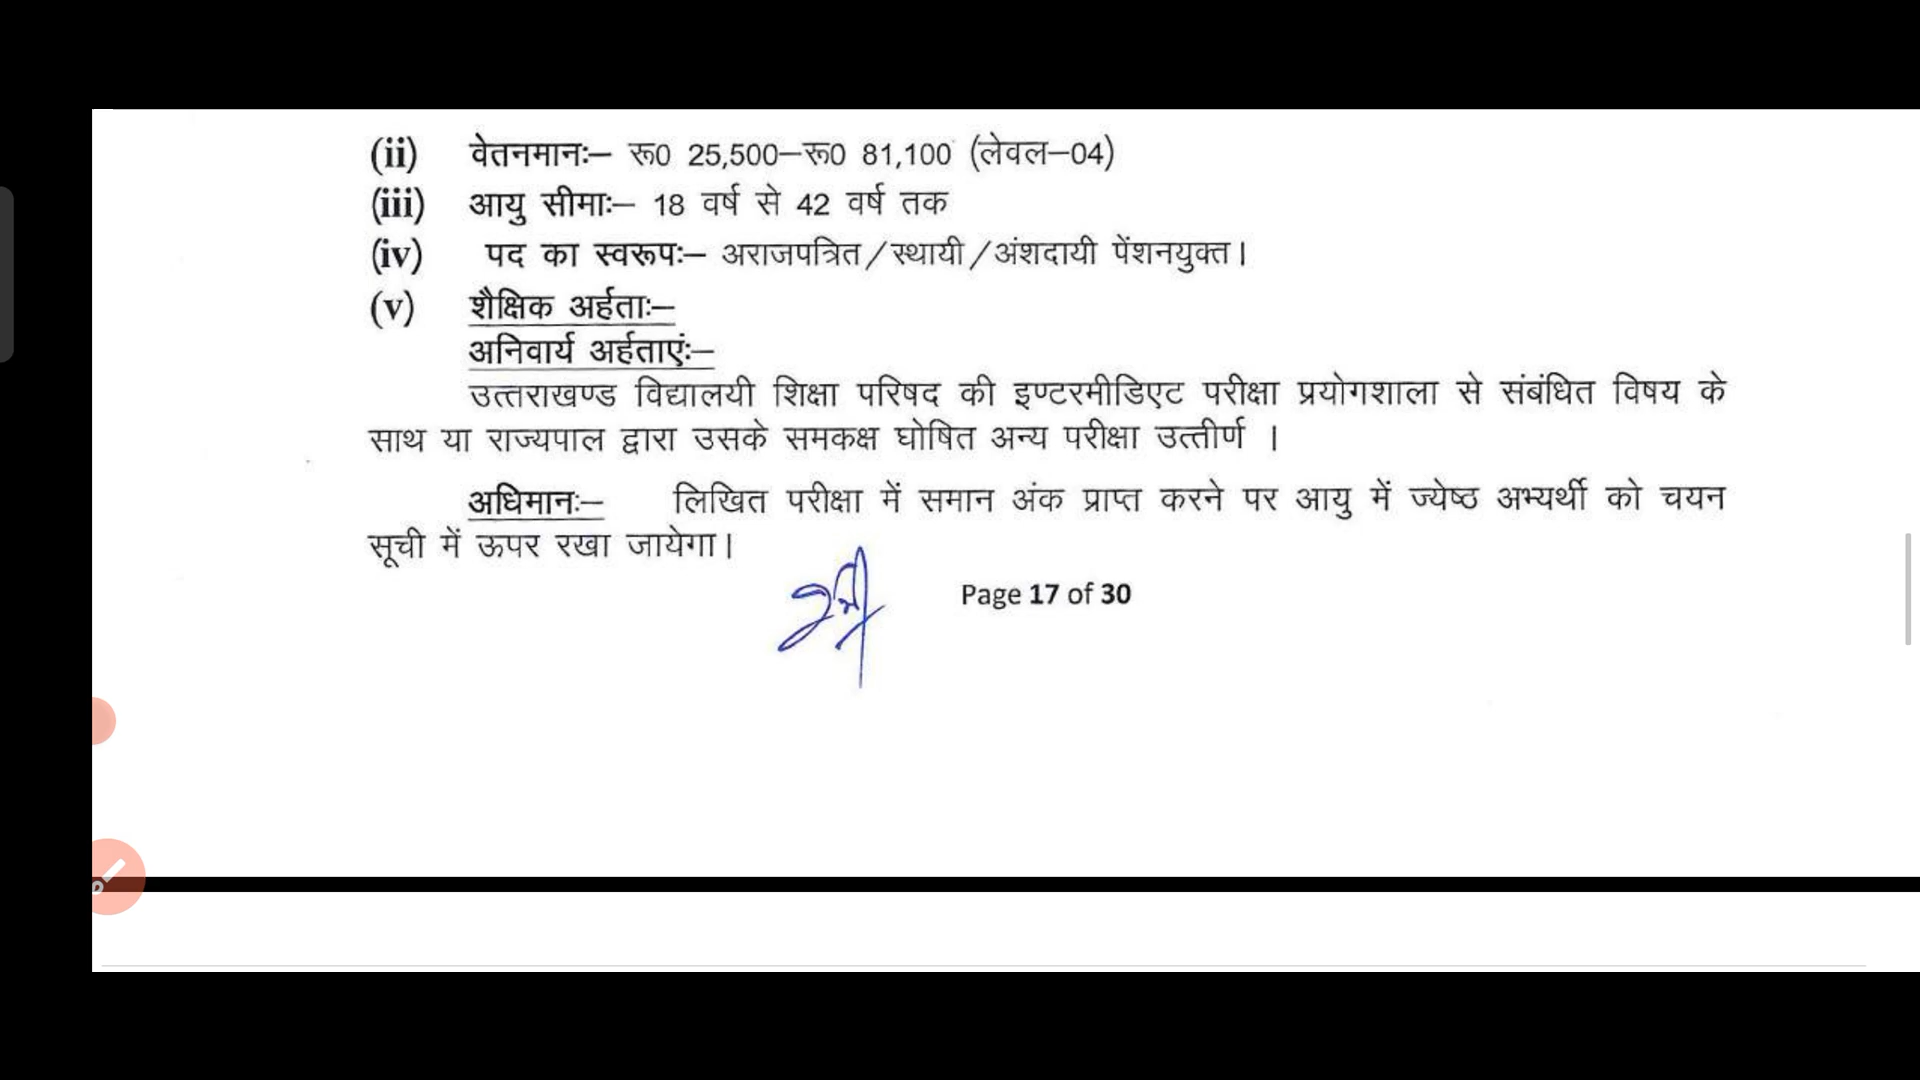 (ii) वेतनमानः– रू0 25,500–रू0 81,100 (लेवल–04)
(iii) आयु सीमाः– 18 वर्ष से 42 वर्ष तक
(iv) पद का स्वरूपः– अराजपत्रित/स्थायी/अंशदायी पेंशनयुक्त।
(v) शैक्षिक अर्हताः–
अनिवार्य अर्हताएंः–
उत्तराखण्ड विद्यालयी शिक्षा परिषद की इण्टरमीडिएट परीक्षा प्रयोगशाला से संबंधित विषय के
साथ या राज्यपाल द्वारा उसके समकक्ष घोषित अन्य परीक्षा उत्तीर्ण ।
अधिमानः– लिखित परीक्षा में समान अंक प्राप्त करने पर आयु में ज्येष्ठ अभ्यर्थी को चयन
सूची में ऊपर रखा जायेगा।
Page 17 of 30